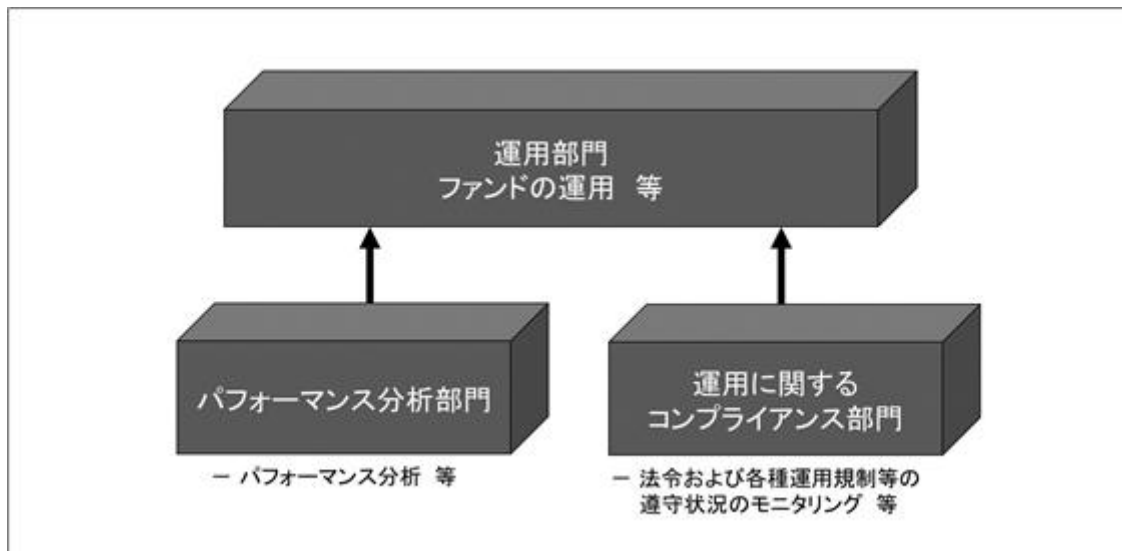 運用部門
ファンドの運用　等
パフォーマンス分析部門
－ パフォーマンス分析　等
運用に関する
コンプライアンス部門
－ 法令および各種運用規制等の
遵守状況のモニタリング　等